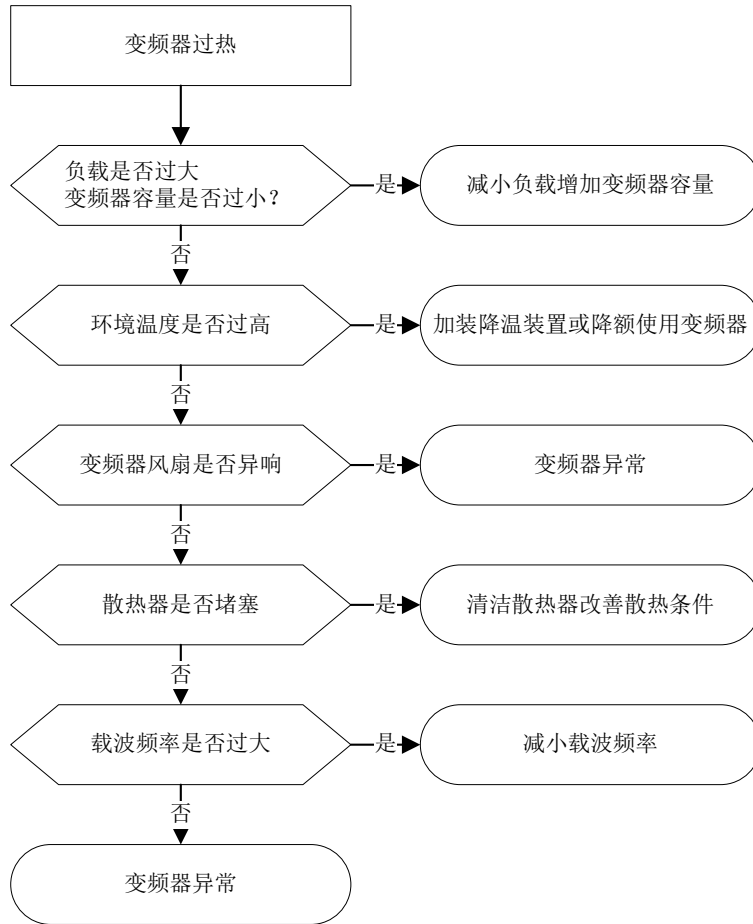 变频器过热
负载是否过大
变频器容量是否过小？
是
减小负载增加变频器容量
否
环境温度是否过高
是
加装降温装置或降额使用变频器
否
变频器风扇是否异响
是
变频器异常
否
散热器是否堵塞
是
清洁散热器改善散热条件
否
载波频率是否过大
是
减小载波频率
否
变频器异常